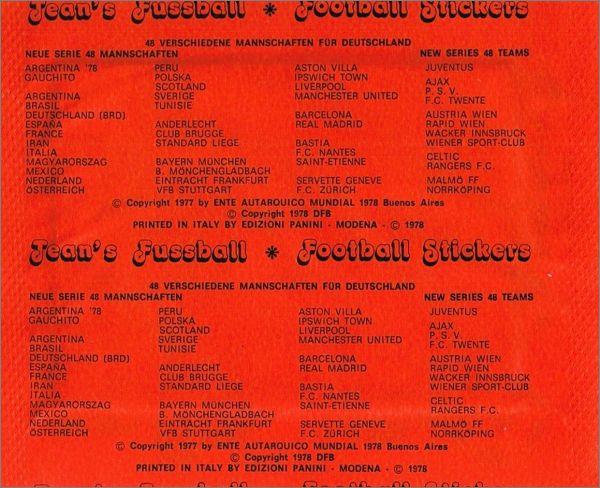 Jean's Fussball * Football Stickers
48 VERSCHIEDENE MANNSCHAFTEN FÜR DEUTSCHLAND
NEUE SERIE 48 MANNSCHAFTEN NEW SERIES 48 TEAMS
ARGENTINA '78 PERU ASTON VILLA JUVENTUS
GAUCHITO POLSKA IPSWICH TOWN
SCOTLAND LIVERPOOL AJAX
ARGENTINA SVERIGE MANCHESTER UNITED P. S. V.
BRASIL TUNISIE F.C. TWENTE
DEUTSCHLAND (BRD) BARCELONA AUSTRIA WIEN
ESPAÑA ANDERLECHT REAL MADRID RAPID WIEN
FRANCE CLUB BRUGGE WACKER INNSBRUCK
IRAN STANDARD LIEGE BASTIA WIENER SPORT-CLUB
ITALIA F.C. NANTES
MAGYARORSZAG BAYERN MÜNCHEN SAINT-ETIENNE CELTIC
MEXICO B. MÖNCHENGLADBACH RANGERS F.C.
NEDERLAND EINTRACHT FRANKFURT SERVETTE GENEVE MALMÖ FF
ÖSTERREICH VFB STUTTGART F.C. ZÜRICH NORRKÖPING
© Copyright 1977 by ENTE AUTARQUICO MUNDIAL 1978 Buenos Aires
© Copyright 1978 DFB
PRINTED IN ITALY BY EDIZIONI PANINI - MODENA - © 1978
Jean's Fussball * Football Stickers
48 VERSCHIEDENE MANNSCHAFTEN FÜR DEUTSCHLAND
NEUE SERIE 48 MANNSCHAFTEN NEW SERIES 48 TEAMS
ARGENTINA '78 PERU ASTON VILLA JUVENTUS
GAUCHITO POLSKA IPSWICH TOWN
SCOTLAND LIVERPOOL AJAX
ARGENTINA SVERIGE MANCHESTER UNITED P. S. V.
BRASIL TUNISIE F.C. TWENTE
DEUTSCHLAND (BRD) BARCELONA AUSTRIA WIEN
ESPAÑA ANDERLECHT REAL MADRID RAPID WIEN
FRANCE CLUB BRUGGE WACKER INNSBRUCK
IRAN STANDARD LIEGE BASTIA WIENER SPORT-CLUB
ITALIA F.C. NANTES
MAGYARORSZAG BAYERN MÜNCHEN SAINT-ETIENNE CELTIC
MEXICO B. MÖNCHENGLADBACH RANGERS F.C.
NEDERLAND EINTRACHT FRANKFURT SERVETTE GENEVE MALMÖ FF
ÖSTERREICH VFB STUTTGART F.C. ZÜRICH NORRKÖPING
© Copyright 1977 by ENTE AUTARQUICO MUNDIAL 1978 Buenos Aires
© Copyright 1978 DFB
PRINTED IN ITALY BY EDIZIONI PANINI - MODENA - © 1978